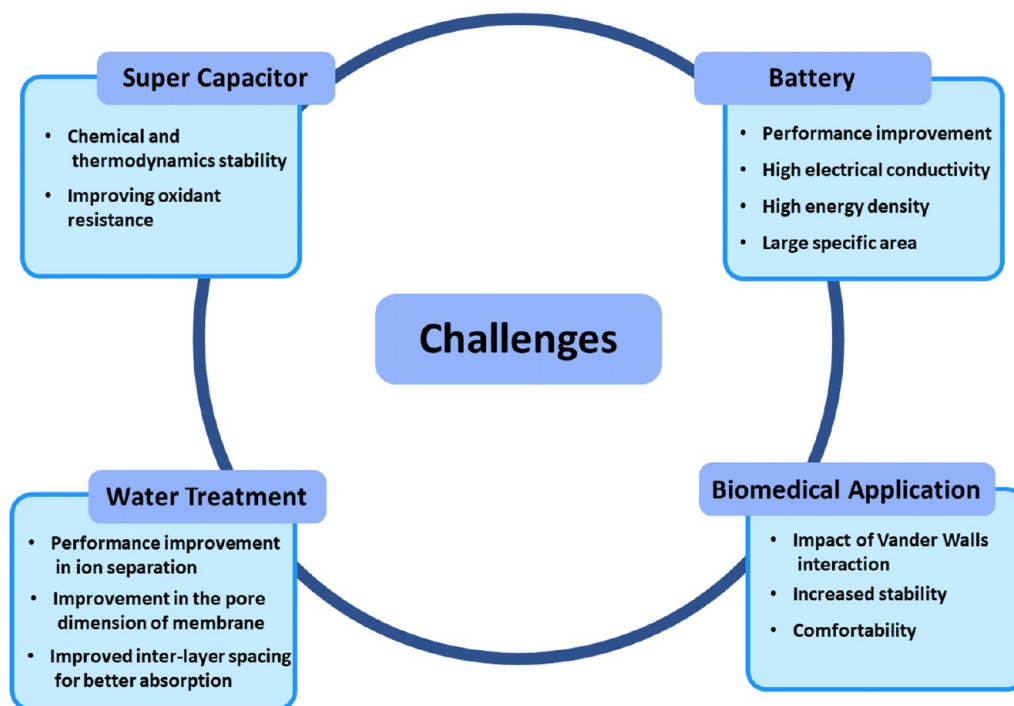 Super Capacitor
• Chemical and
thermodynamics stability
• Improving oxidant
resistance
Battery
• Performance improvement
• High electrical conductivity
• High energy density
• Large specific area
Challenges
Water Treatment
• Performance improvement
in ion separation
• Improvement in the pore
dimension of membrane
• Improved inter-layer spacing
for better absorption
Biomedical Application
• Impact of Vander Walls
interaction
• Increased stability
• Comfortability